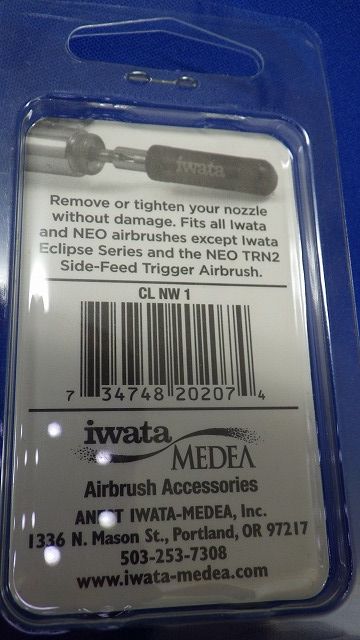 iwata
Remove or tighten your nozzle
without damage. Fits all Iwata
and NEO airbrushes except Iwata
Eclipse Series and the NEO TRN2
Side-Feed Trigger Airbrush.
CL NW 1
7 34748 20207 4
iwata
MEDEA
Airbrush Accessories
ANEST IWATA-MEDEA, Inc.
1336 N. Mason St., Portland, OR 97217
503-253-7308
www.iwata-medea.com